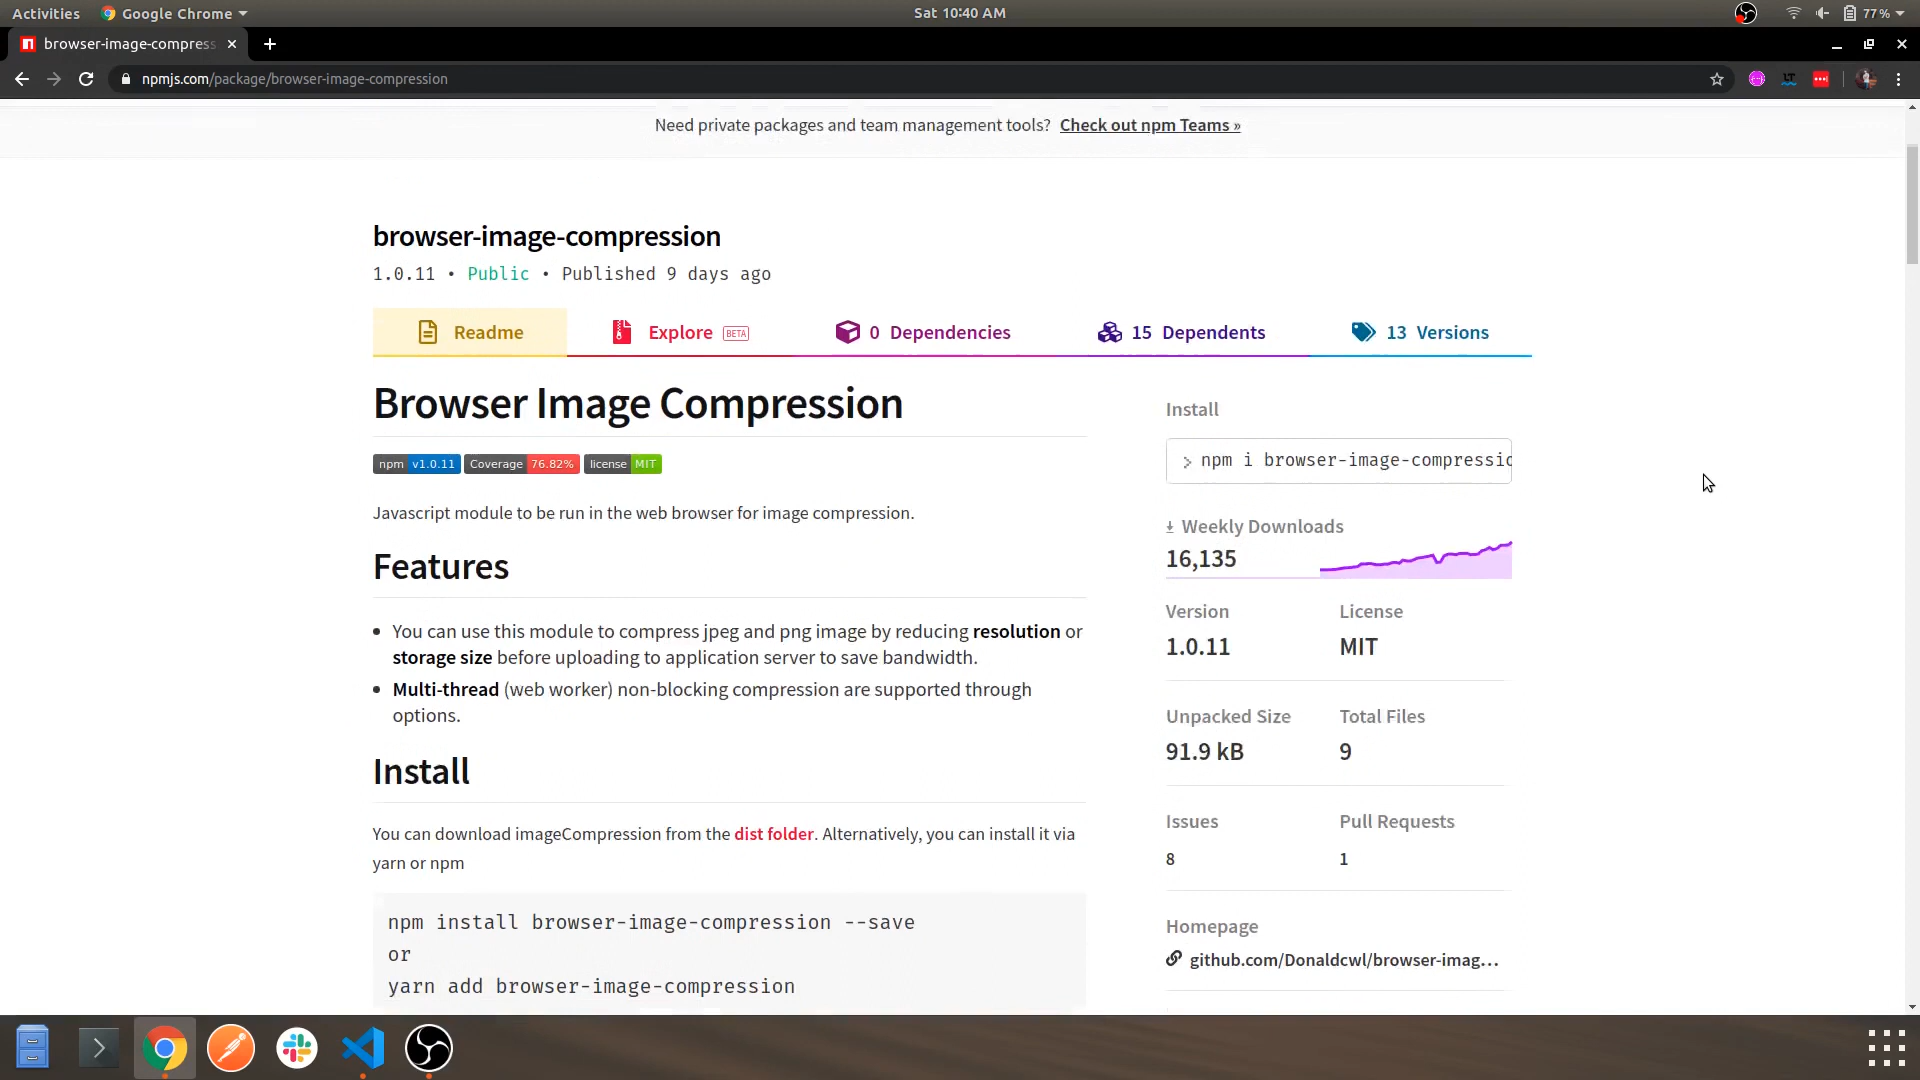 Activities
Google Chrome
Sat 10:40 AM
77%
browser-image-compress
npmjs.com/package/browser-image-compression
Need private packages and team management tools? Check out npm Teams »
browser-image-compression
1.0.11 • Public • Published 9 days ago
Readme
Explore BETA
0 Dependencies
15 Dependents
13 Versions
Browser Image Compression
npm v1.0.11 Coverage 76.82% license MIT
Javascript module to be run in the web browser for image compression.
Features
• You can use this module to compress jpeg and png image by reducing resolution or
storage size before uploading to application server to save bandwidth.
• Multi-thread (web worker) non-blocking compression are supported through
options.
Install
You can download imageCompression from the dist folder. Alternatively, you can install it via
yarn or npm
npm install browser-image-compression --save
or
yarn add browser-image-compression
Install
> npm i browser-image-compressio
Weekly Downloads
16,135
Version
License
1.0.11
MIT
Unpacked Size
Total Files
91.9 kB
9
Issues
Pull Requests
8
1
Homepage
github.com/Donaldcwl/browser-imag...